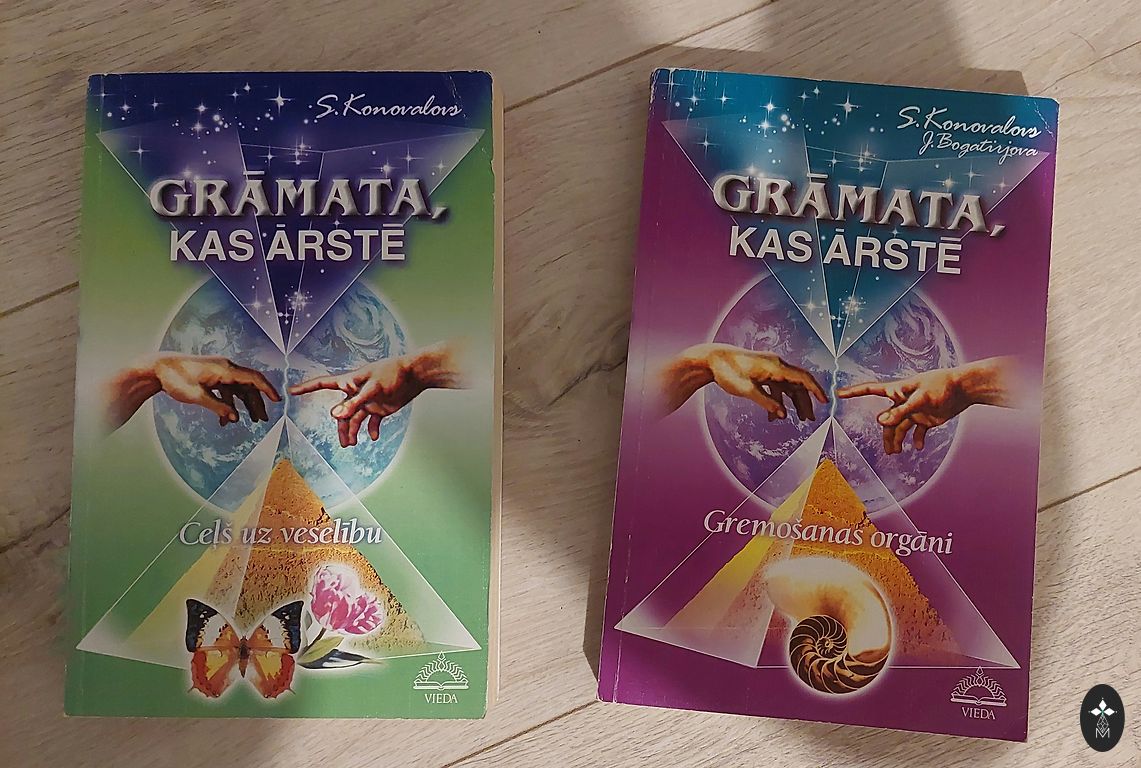 S. Konovalovs
GRĀMATA,
KAS ĀRSTĒ
Ceļš uz veselību
VIEDA
S. Konovalovs
J. Bogatirjova
GRĀMATA,
KAS ĀRSTĒ
Gremošanas orgāni
VIEDA
M